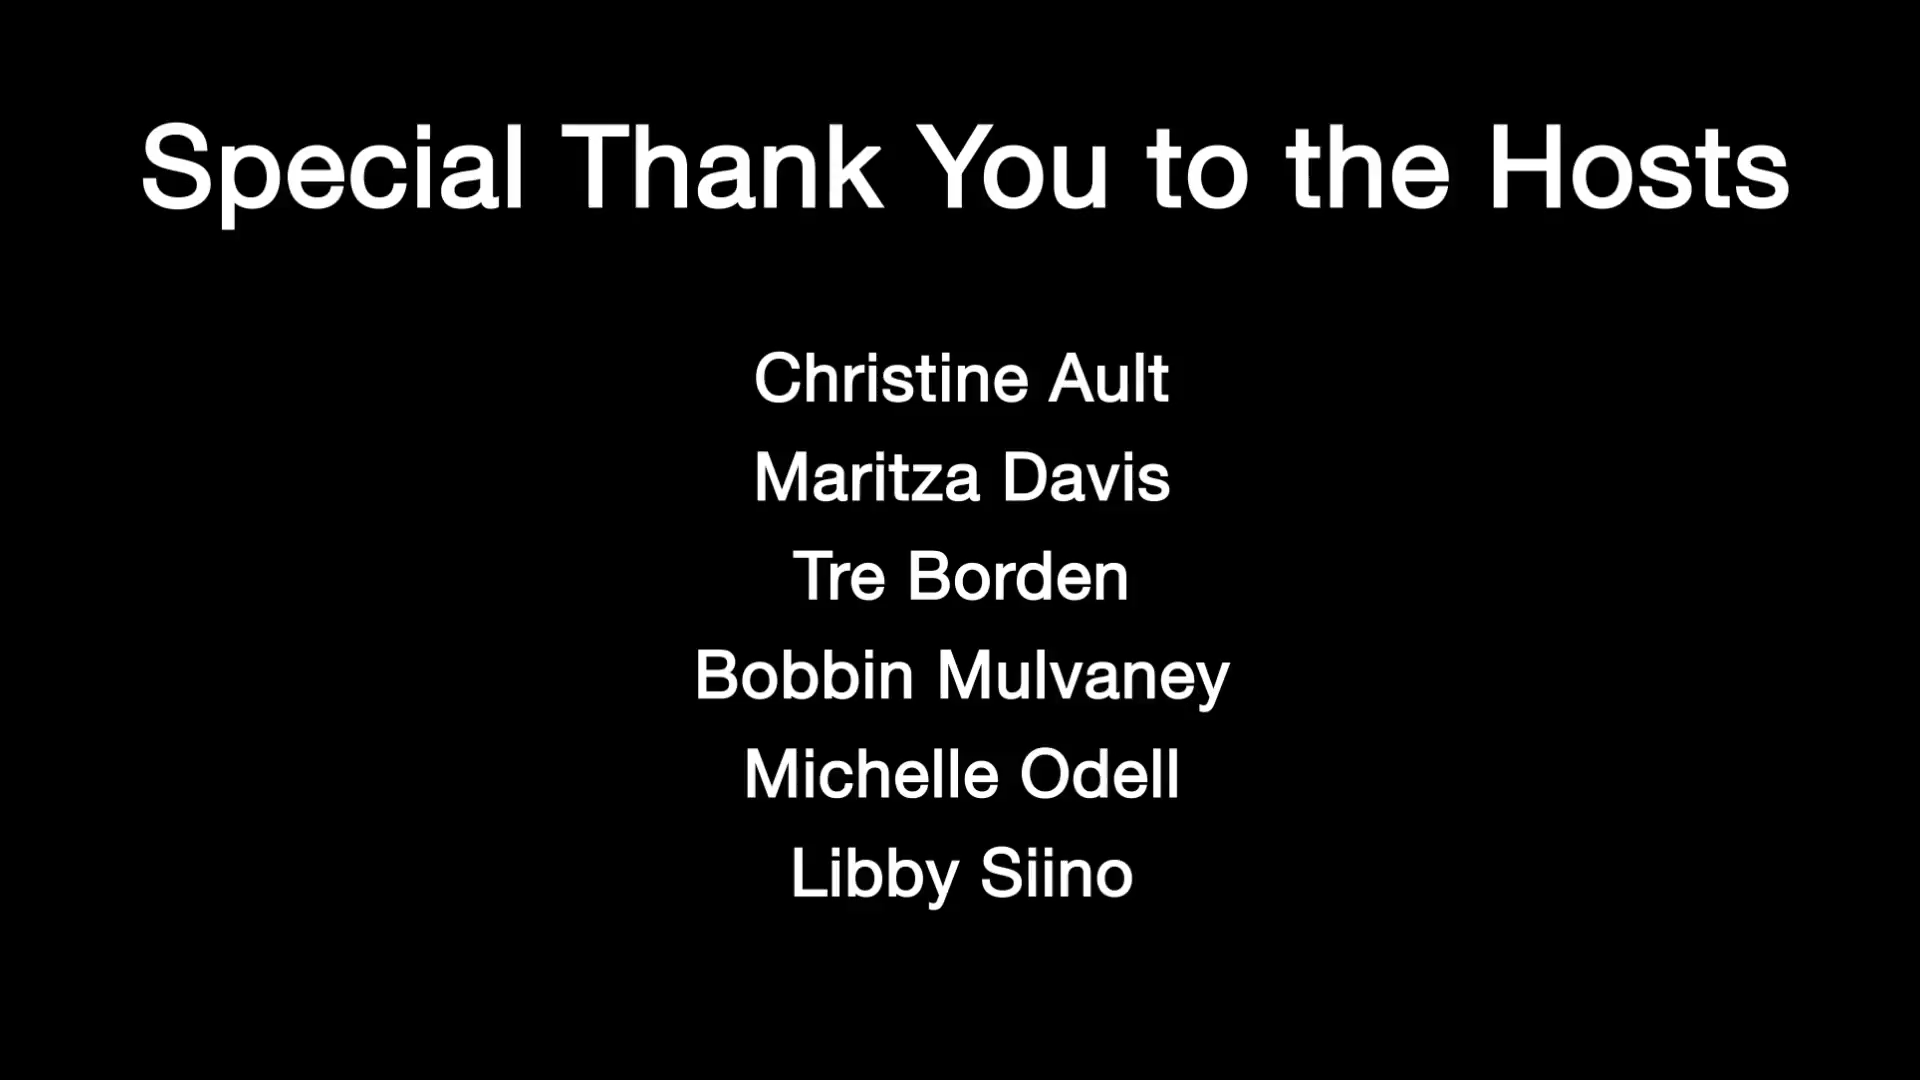 Special Thank You to the Hosts
Christine Ault
Maritza Davis
Tre Borden
Bobbin Mulvaney
Michelle Odell
Libby Siino